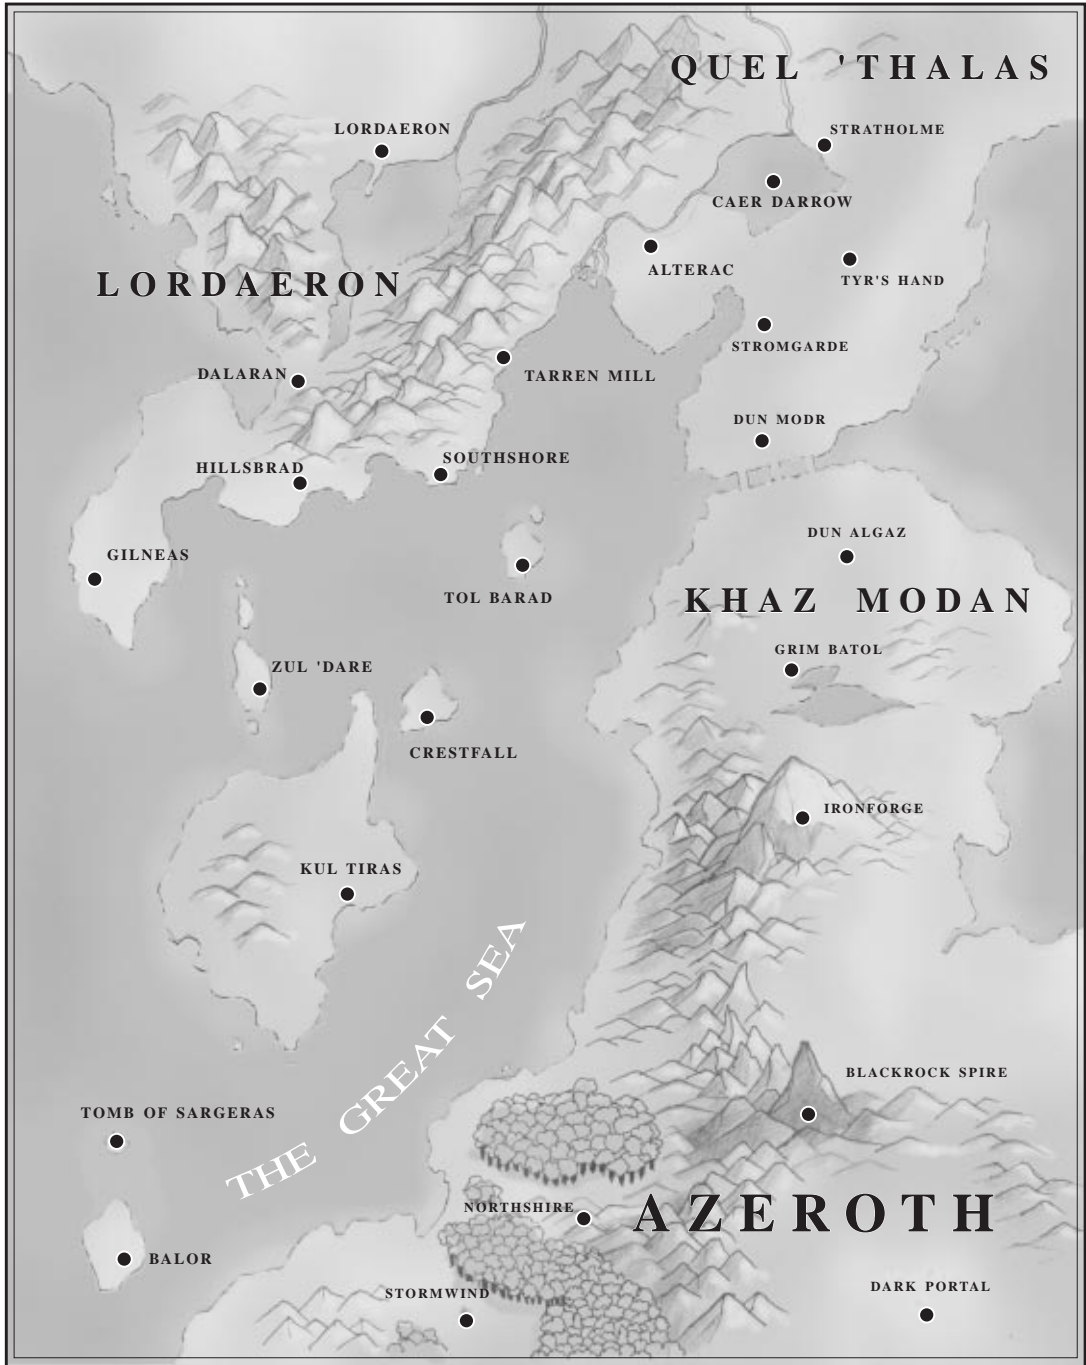 QUEL 'THALAS
LORDAERON
STRATHOLME
CAER DARROW
ALTERAC
TYR'S HAND
LORDAERON
STROMGARDE
DALARAN
TARREN MILL
DUN MODR
SOUTHSHORE
HILLSBRAD
DUN ALGAZ
GILNEAS
TOL BARAD
KHAZ MODAN
GRIM BATOL
ZUL 'DARE
CRESTFALL
IRONFORGE
KUL TIRAS
THE GREAT SEA
BLACKROCK SPIRE
TOMB OF SARGERAS
NORTHSHIRE
AZEROTH
BALOR
DARK PORTAL
STORMWIND